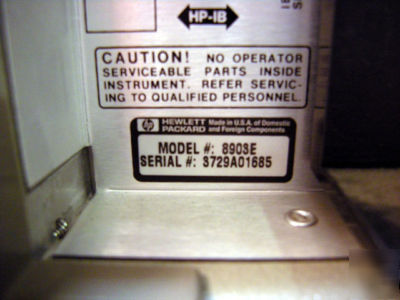 HP-IB
CAUTION! NO OPERATOR
SERVICEABLE PARTS INSIDE
INSTRUMENT. REFER SERVIC-
ING TO QUALIFIED PERSONNEL.
hp HEWLETT PACKARD Made in U.S.A. of Domestic and Foreign Components
MODEL #: 8903E
SERIAL #: 3729A01685